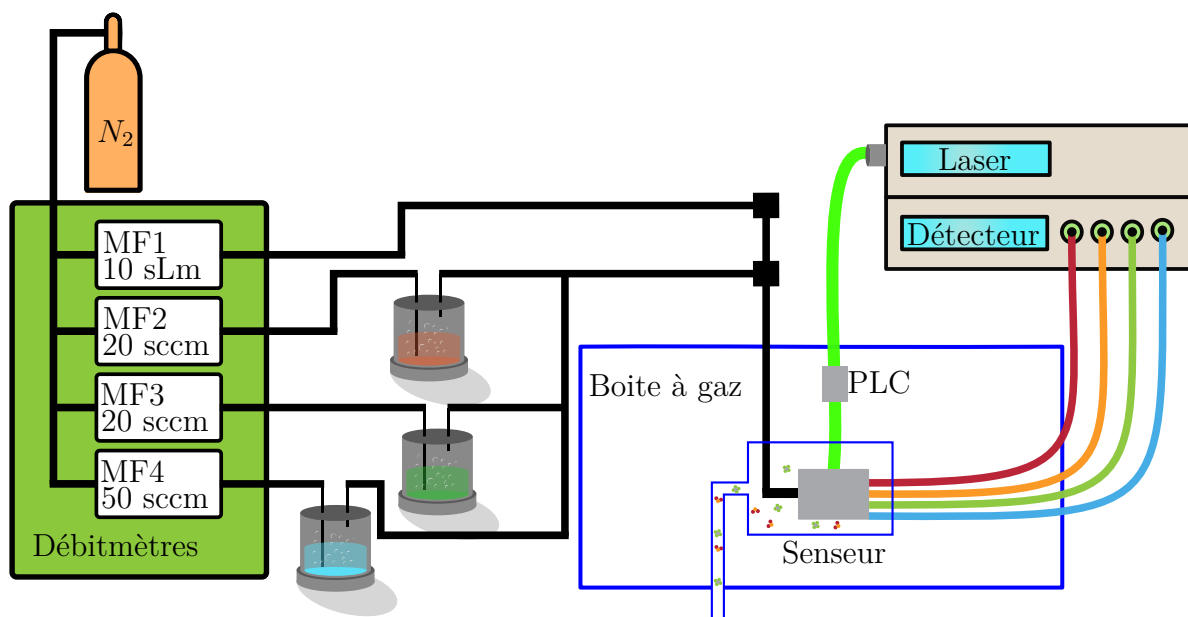 N₂
MF1
10 sLm
MF2
20 sccm
MF3
20 sccm
MF4
50 sccm
Débitmètres
Laser
Détecteur
Boite à gaz
PLC
Senseur